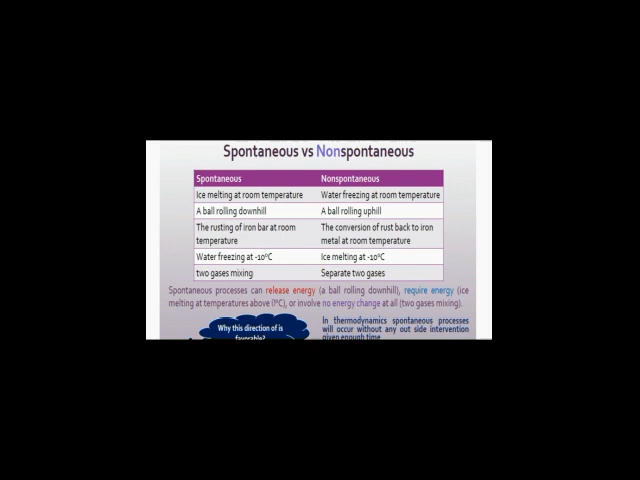 Spontaneous vs Nonspontaneous
Spontaneous Nonspontaneous
Ice melting at room temperature Water freezing at room temperature
A ball rolling downhill A ball rolling uphill
The rusting of iron bar at room The conversion of rust back to iron
temperature metal at room temperature
Water freezing at -10ºC Ice melting at -10ºC
two gases mixing Separate two gases
Spontaneous processes can release energy (a ball rolling downhill), require energy (ice
melting at temperatures above 0ºC), or involve no energy change at all (two gases mixing).
Why this direction of is
favorable?
In thermodynamics spontaneous processes
will occur without any out side intervention
given enough time